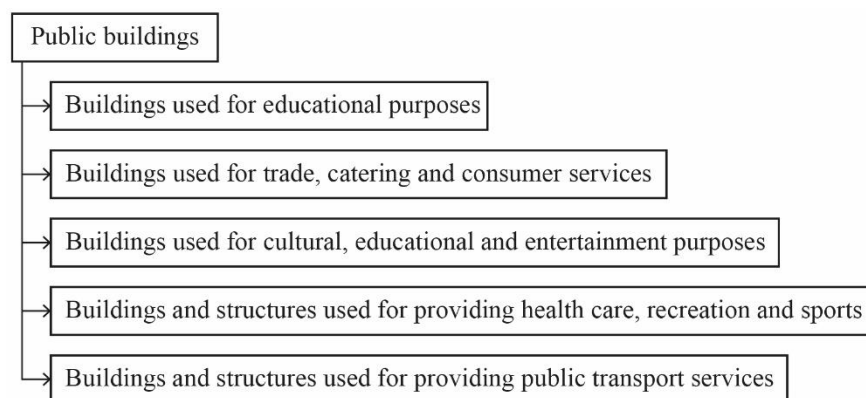 Public buildings
Buildings used for educational purposes
Buildings used for trade, catering and consumer services
Buildings used for cultural, educational and entertainment purposes
Buildings and structures used for providing health care, recreation and sports
Buildings and structures used for providing public transport services